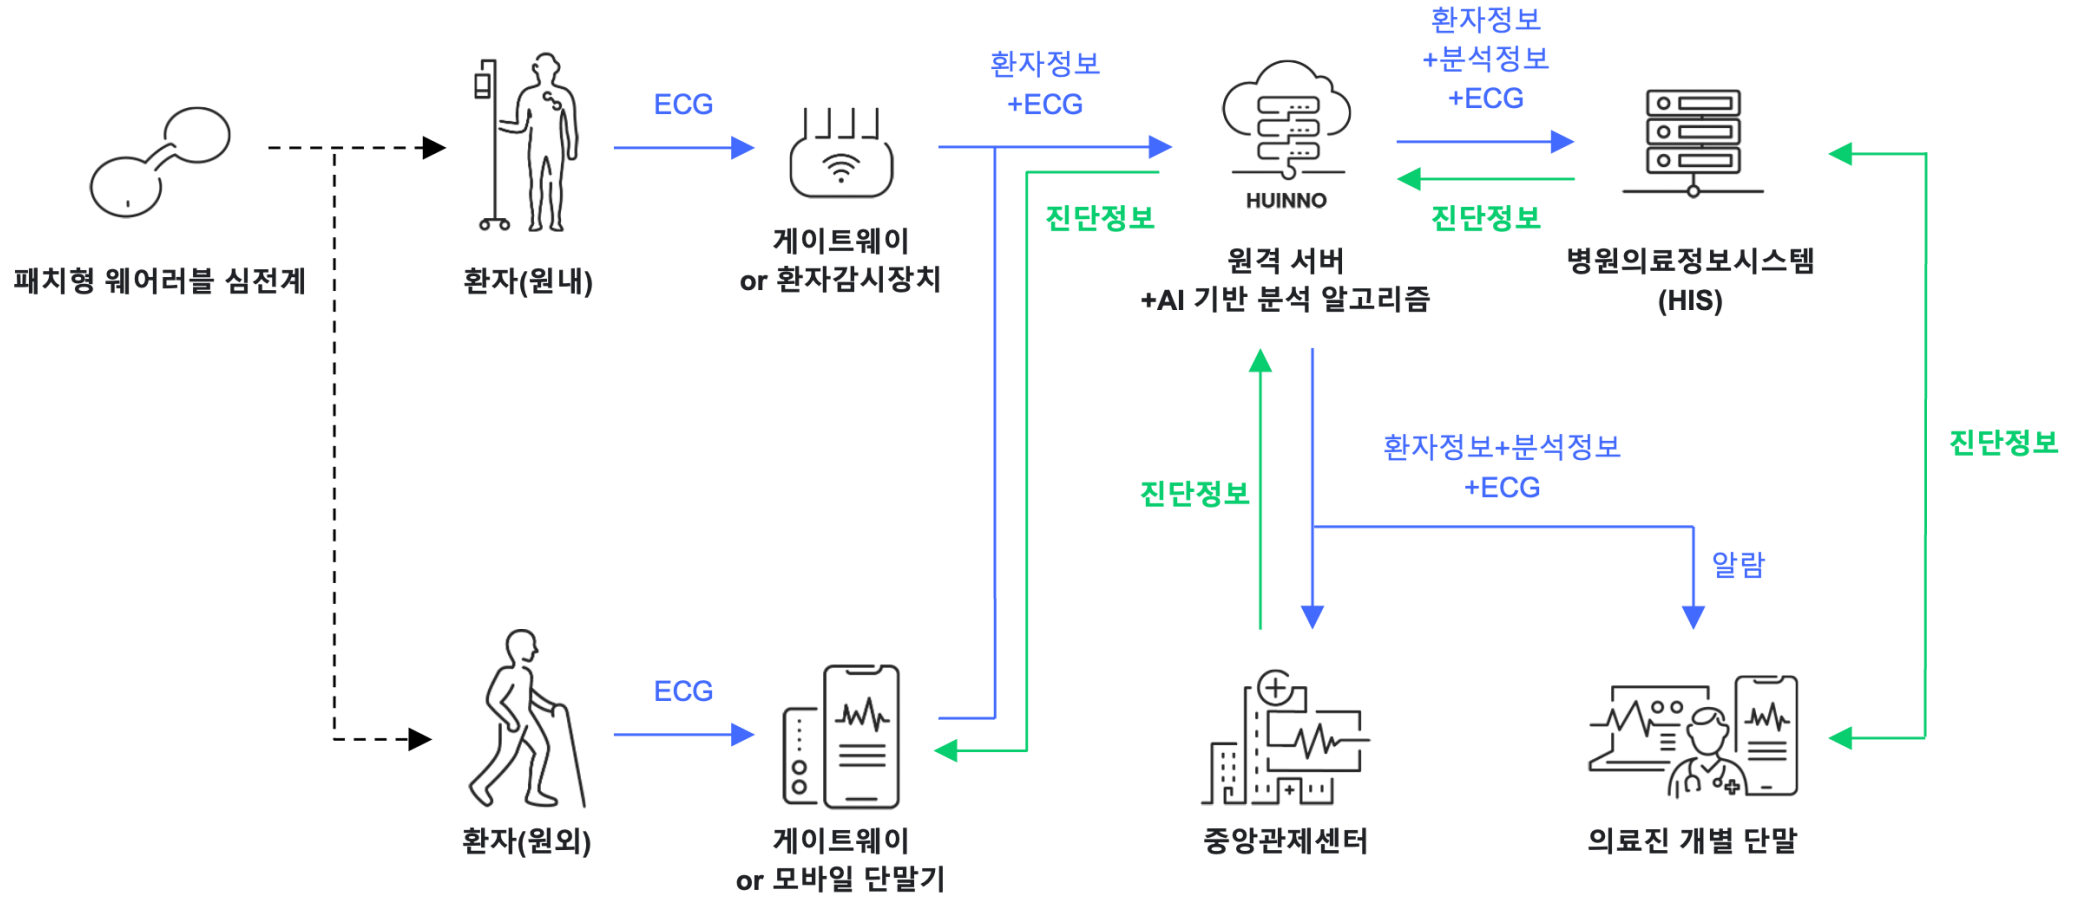 환자정보
+분석정보
+ECG
환자정보
+ECG
ECG
진단정보
진단정보
HUINNO
패치형 웨어러블 심전계
환자(원내)
게이트웨이
or 환자감시장치
원격 서버
+AI 기반 분석 알고리즘
병원의료정보시스템
(HIS)
진단정보
환자정보+분석정보
+ECG
진단정보
알람
ECG
환자(원외)
게이트웨이
or 모바일 단말기
중앙관제센터
의료진 개별 단말